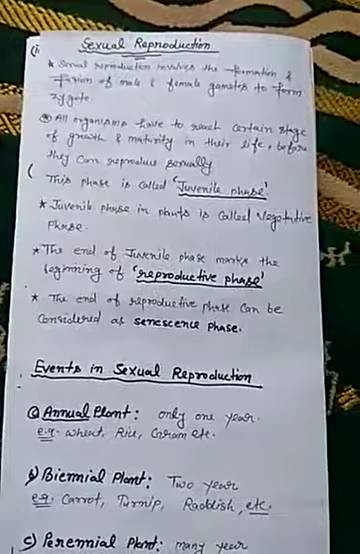 Sexual Reproduction
* Sexual reproduction involves the formation &
fusion of male & female gametes to form
zygote.
* All organisms have to reach certain stage
of growth & maturity in their life, before
they can reproduce sexually
This phase is called 'Juvenile phase'
* Juvenile phase in plants is called Vegetative
Phase.
* The end of Juvenile phase marks the
beginning of 'reproductive phase'
* The end of reproductive phase can be
considered as senescence phase.
Events in Sexual Reproduction
a) Annual Plant: only one year.
e.g- wheat, Rice, Gram etc.
b) Biennial Plant: Two year
e.g. Carrot, Turnip, Raddish, etc.
c) Perennial Plant: many year